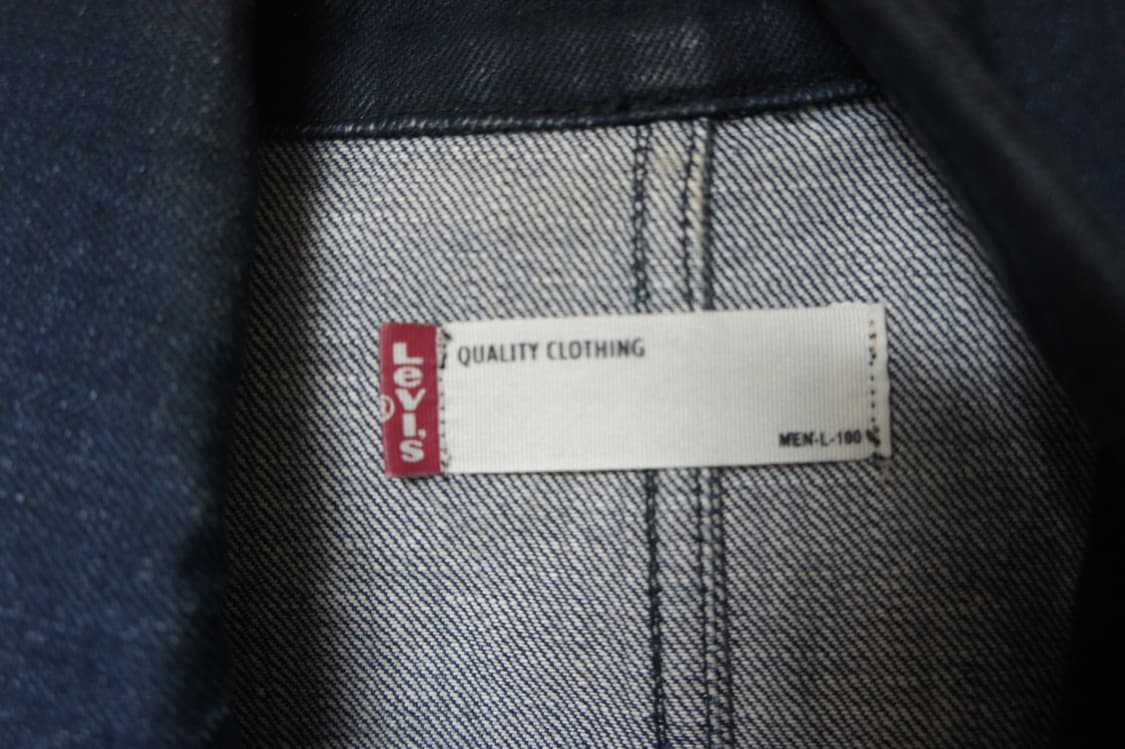 LEVI'S
®
QUALITY CLOTHING
MEN-L-100